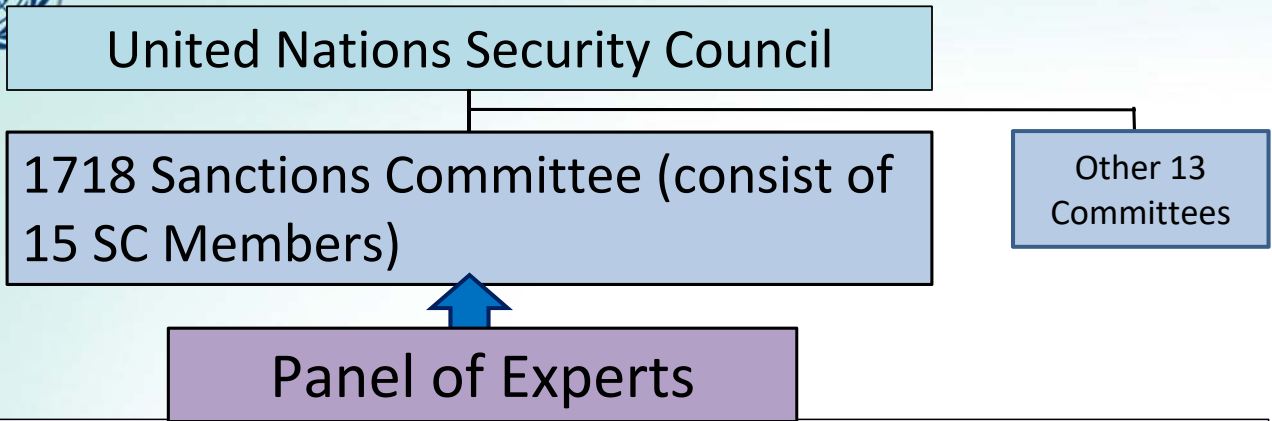 United Nations Security Council
1718 Sanctions Committee (consist of
15 SC Members)
Other 13
Committees
Panel of Experts